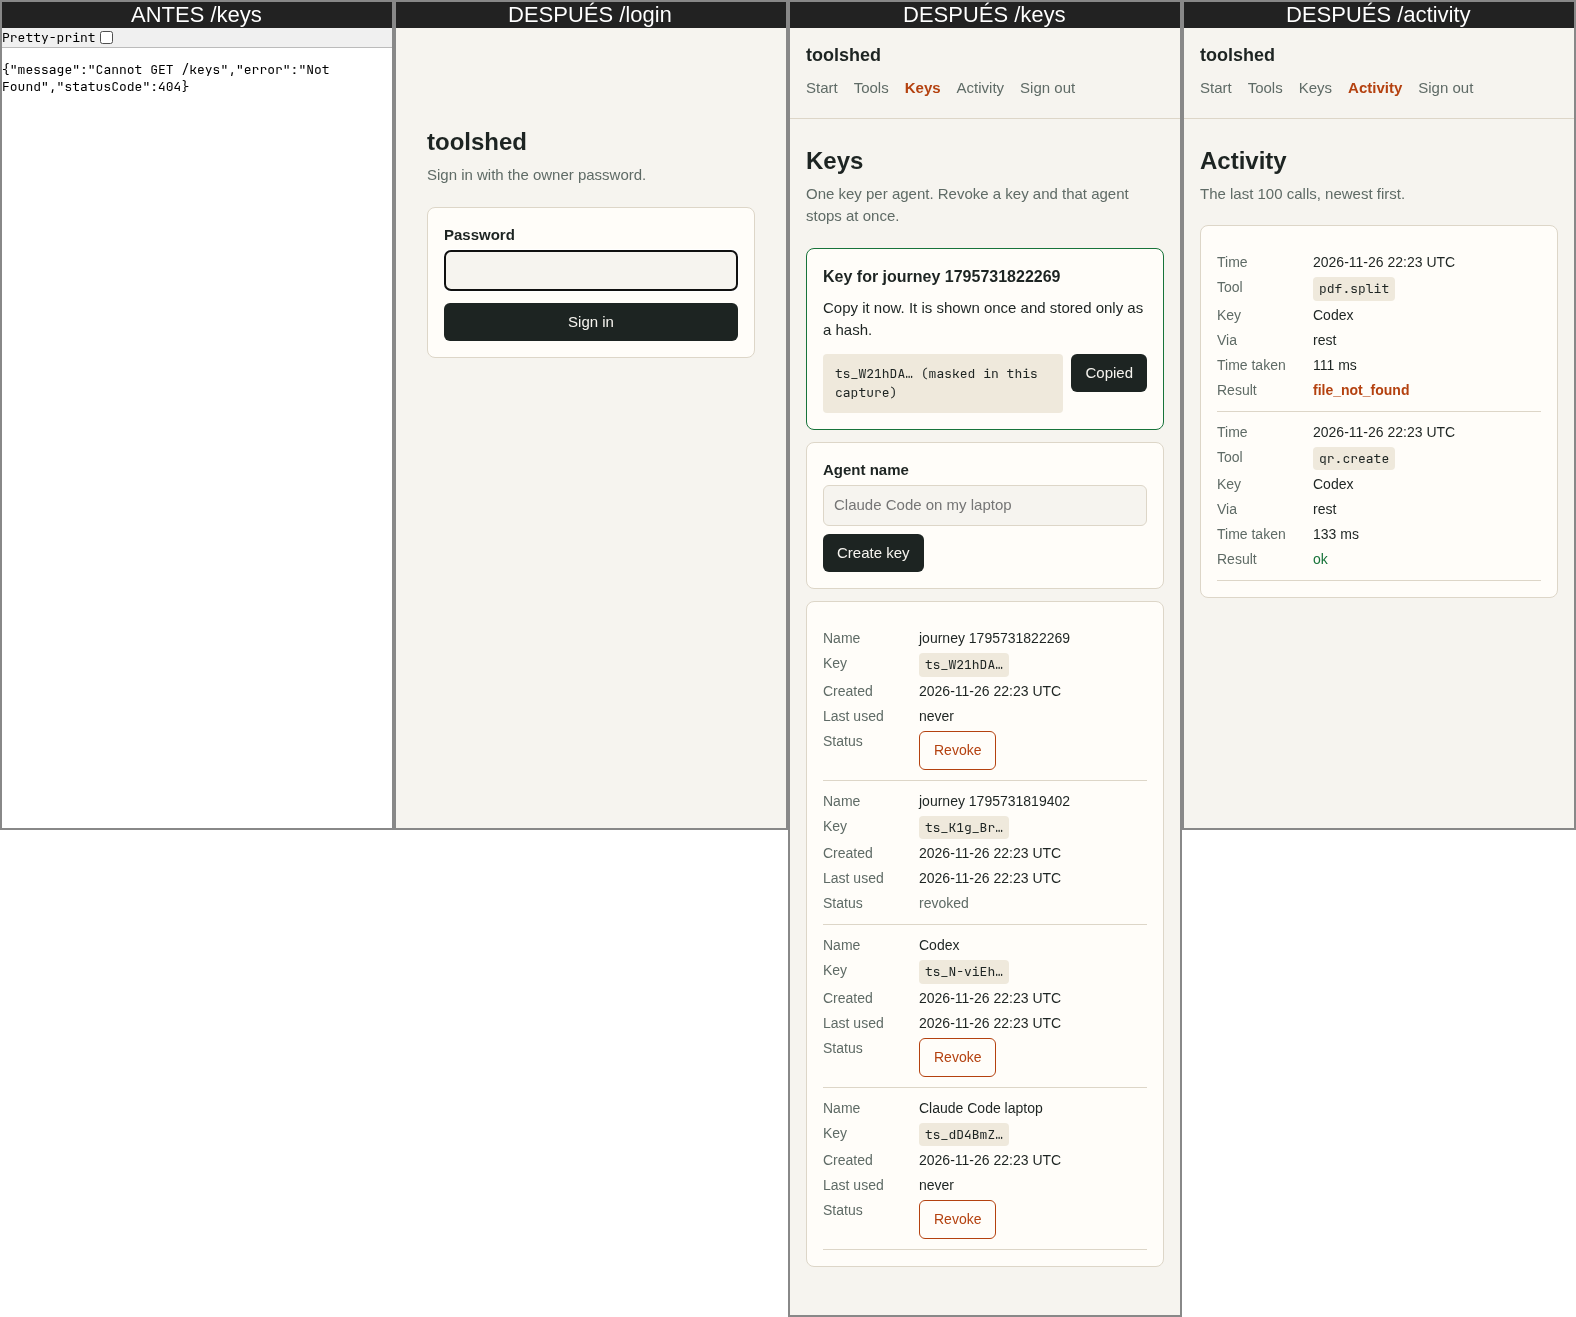 ANTES /keys
Pretty-print
{"message":"Cannot GET /keys","error":"Not
Found","statusCode":404}
DESPUÉS /login
toolshed
Sign in with the owner password.
Password
Sign in
DESPUÉS /keys
toolshed
Start Tools Keys Activity Sign out
Keys
One key per agent. Revoke a key and that agent
stops at once.
Key for journey 1795731822269
Copy it now. It is shown once and stored only as
a hash.
ts_W21hDA… (masked in this
capture)
Copied
Agent name
Claude Code on my laptop
Create key
Name journey 1795731822269
Key ts_W21hDA…
Created 2026-11-26 22:23 UTC
Last used never
Status Revoke
Name journey 1795731819402
Key ts_K1g_Br…
Created 2026-11-26 22:23 UTC
Last used 2026-11-26 22:23 UTC
Status revoked
Name Codex
Key ts_N-viEh…
Created 2026-11-26 22:23 UTC
Last used 2026-11-26 22:23 UTC
Status Revoke
Name Claude Code laptop
Key ts_dD4BmZ…
Created 2026-11-26 22:23 UTC
Last used never
Status Revoke
DESPUÉS /activity
toolshed
Start Tools Keys Activity Sign out
Activity
The last 100 calls, newest first.
Time 2026-11-26 22:23 UTC
Tool pdf.split
Key Codex
Via rest
Time taken 111 ms
Result file_not_found
Time 2026-11-26 22:23 UTC
Tool qr.create
Key Codex
Via rest
Time taken 133 ms
Result ok